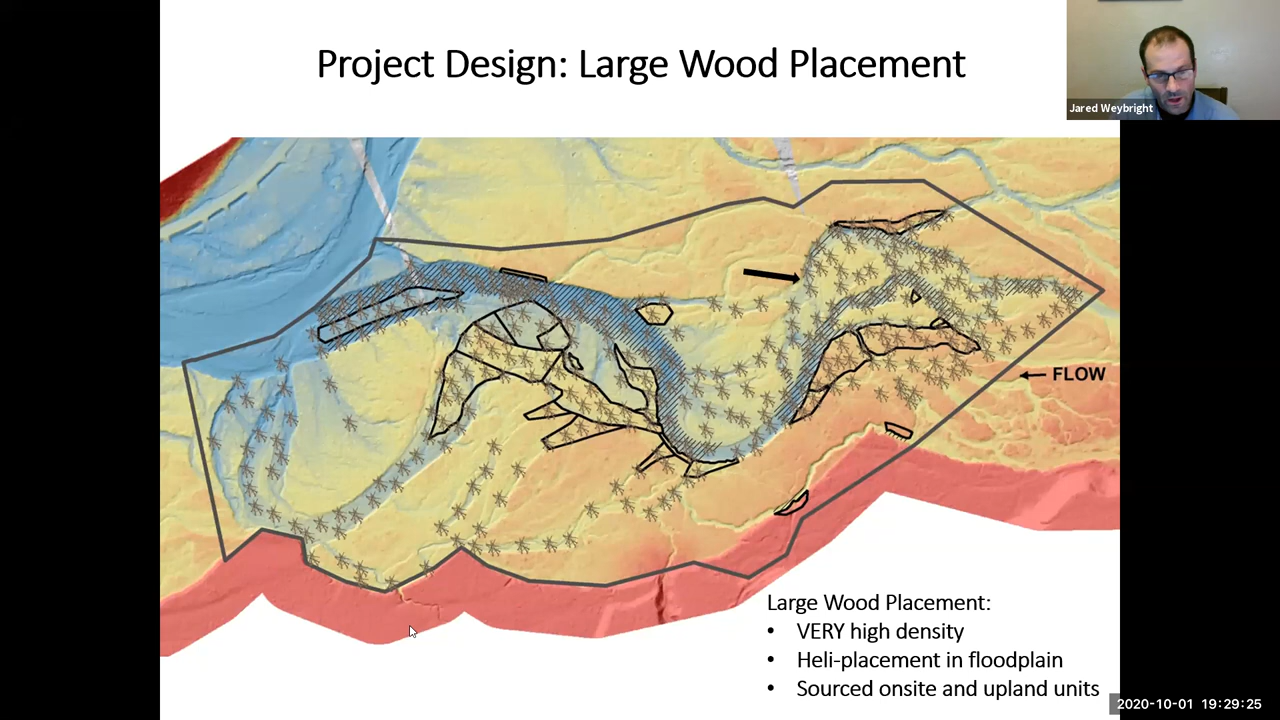 Project Design: Large Wood Placement
Jared Weybright
FLOW
Large Wood Placement:
• VERY high density
• Heli-placement in floodplain
• Sourced onsite and upland units
2020-10-01 19:29:25